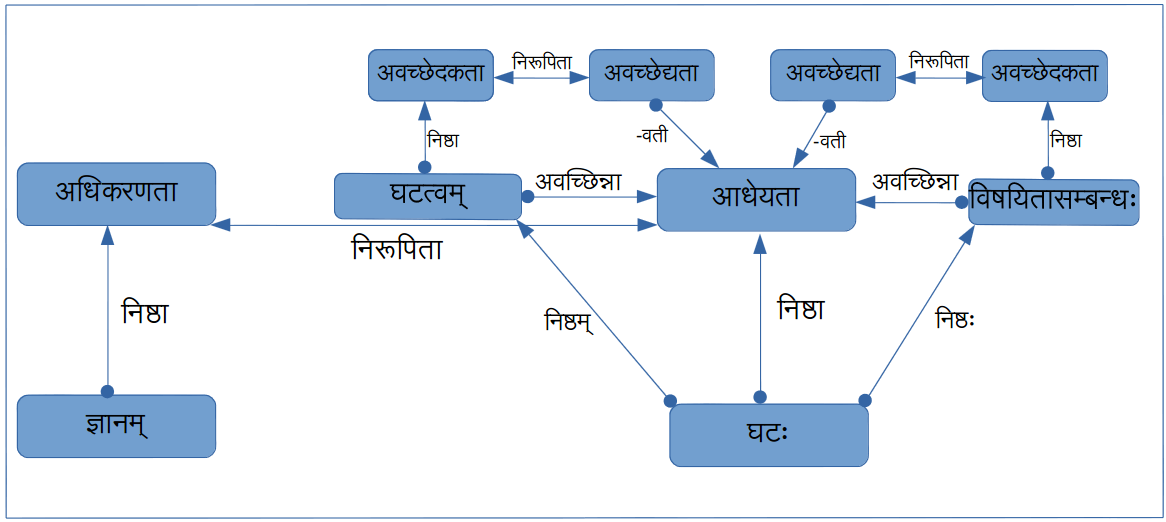 अवच्छेदकता
निरूपिता
अवच्छेद्यता
अवच्छेद्यता
निरूपिता
अवच्छेदकता
निष्ठा
-वती
-वती
निष्ठा
अधिकरणता
घटत्वम्
अवच्छिन्ना
आधेयता
अवच्छिन्ना
विषयितासम्बन्धः
निरूपिता
निष्ठा
निष्ठम्
निष्ठा
निष्ठः
ज्ञानम्
घटः